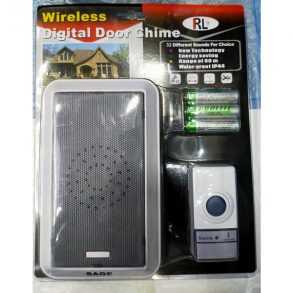 Wireless
Digital Door Chime
RL
32 Different Sounds For Choice
New Technology
Energy saving
Range of 80 m
Water-proof IP44